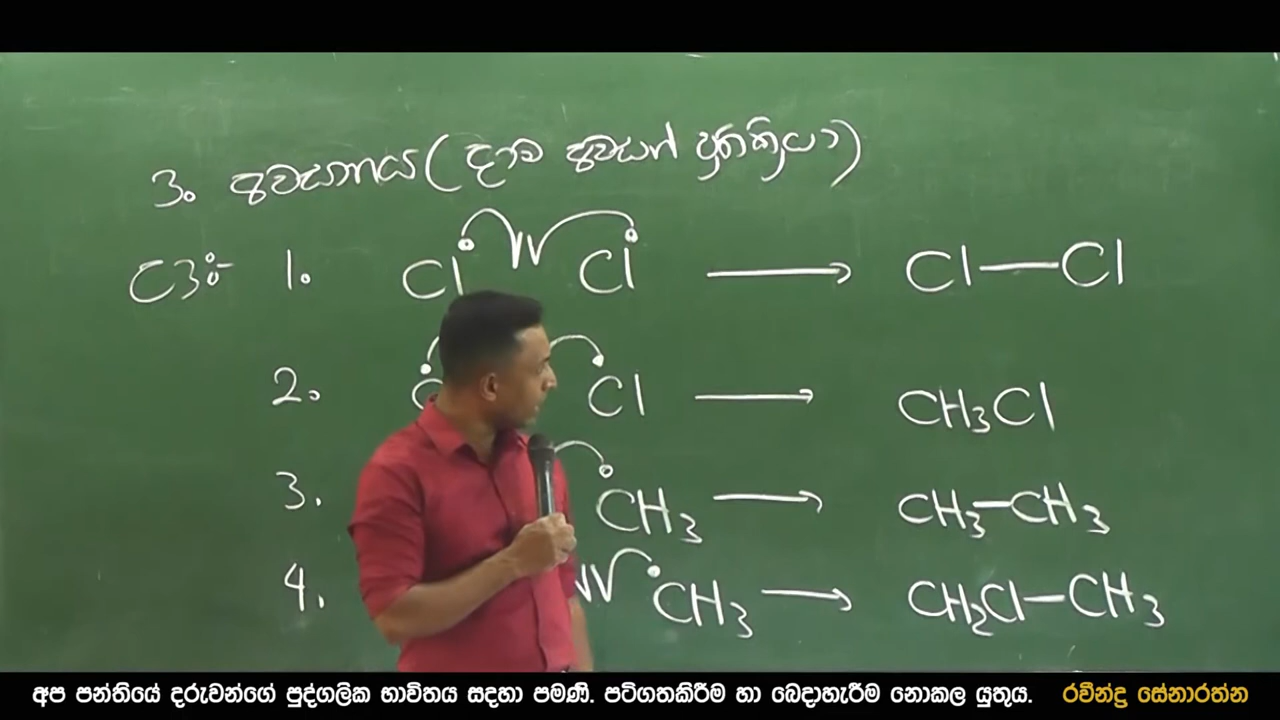 3. අවසානය (දාම අවසන් ප්‍රතික්‍රියා)
උදා:- 1. Cl• •Cl ⟶ Cl—Cl
2. Cl ⟶ CH₃Cl
3. •CH₃ ⟶ CH₃—CH₃
4. •CH₃ ⟶ CH₂Cl—CH₃
අප පන්තියේ දරුවන්ගේ පුද්ගලික භාවිතය සඳහා පමණි. පටිගතකිරීම හා බෙදාහැරීම නොකල යුතුය. රවීන්ද්‍ර සේනාරත්න